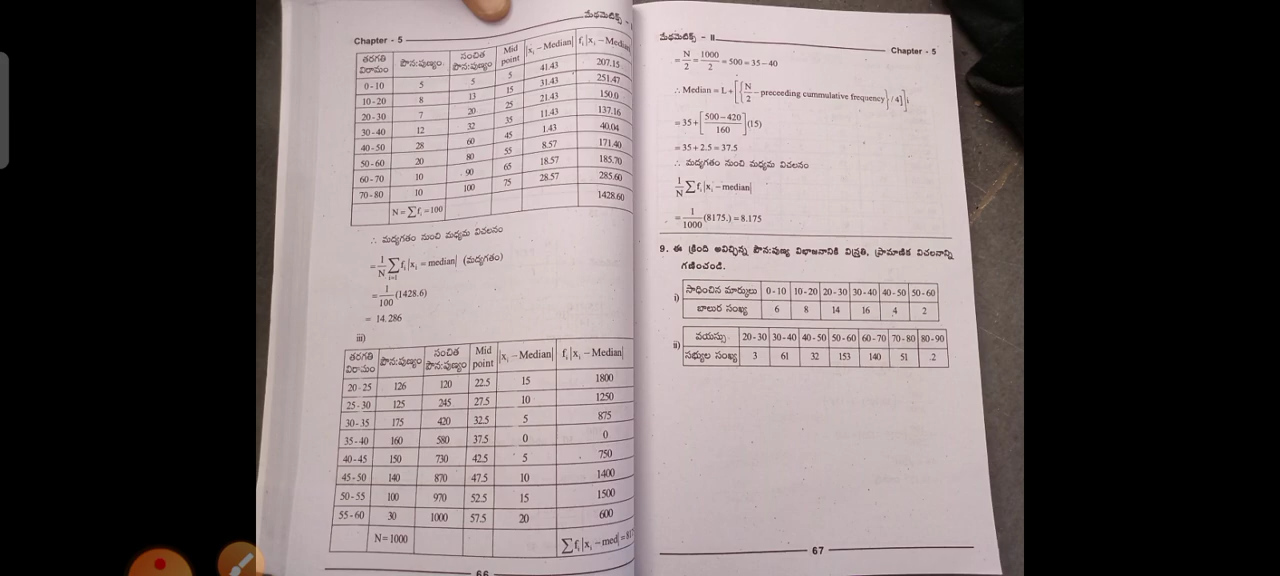 మేథమెటిక్స్ -
Chapter - 5
తరగతి విరామం పౌనఃపుణ్యం సంచిత పౌనఃపుణ్యం Mid point |xᵢ – Median| fᵢ|xᵢ – Median
0-10 5 5 5 41.43 207.15
10-20 8 13 15 31.43 251.47
20-30 7 20 25 21.43 150.0
30-40 12 32 35 11.43 137.16
40-50 28 60 45 1.43 40.04
50-60 20 80 55 8.57 171.40
60-70 10 90 65 18.57 185.70
70-80 10 100 75 28.57 285.60
N = ∑fᵢ = 100 1428.60
∴ మధ్యగతం నుంచి మధ్యమ విచలనం
= 1/N ∑ᵢ₌₁ fᵢ|xᵢ = median| (మధ్యగతం)
= 1/100 (1428.6)
= 14.286
iii)
తరగతి విరామం పౌనఃపుణ్యం సంచిత పౌనఃపుణ్యం Mid point |xᵢ – Median| fᵢ|xᵢ – Median|
20-25 126 120 22.5 15 1800
25-30 125 245 27.5 10 1250
30-35 175 420 32.5 5 875
35-40 160 580 37.5 0 0
40-45 150 730 42.5 5 750
45-50 140 870 47.5 10 1400
50-55 100 970 52.5 15 1500
55-60 30 1000 57.5 20 600
N = 1000 ∑fᵢ|xᵢ – med| =
66
మేథమెటిక్స్ - II
Chapter - 5
= N/2 = 1000/2 = 500 = 35 – 40
∴ Median = L + [{N/2 – preceeding cummulative frequency} / 4]] i
= 35 + [500 – 420 / 160] (15)
= 35 + 2.5 = 37.5
∴ మధ్యగతం నుంచి మధ్యమ విచలనం
1/N ∑fᵢ|xᵢ – median|
= 1/1000 (8175.) = 8.175
9. ఈ క్రింది అవిచ్ఛిన్న పౌనఃపుణ్య విభాజనానికి విస్తృతి, ప్రామాణిక విచలనాన్ని
గణించండి.
i) సాధించిన మార్కులు 0-10 10-20 20-30 30-40 40-50 50-60
బాలుర సంఖ్య 6 8 14 16 4 2
ii) వయస్సు 20-30 30-40 40-50 50-60 60-70 70-80 80-90
సభ్యుల సంఖ్య 3 61 32 153 140 51 .2
67